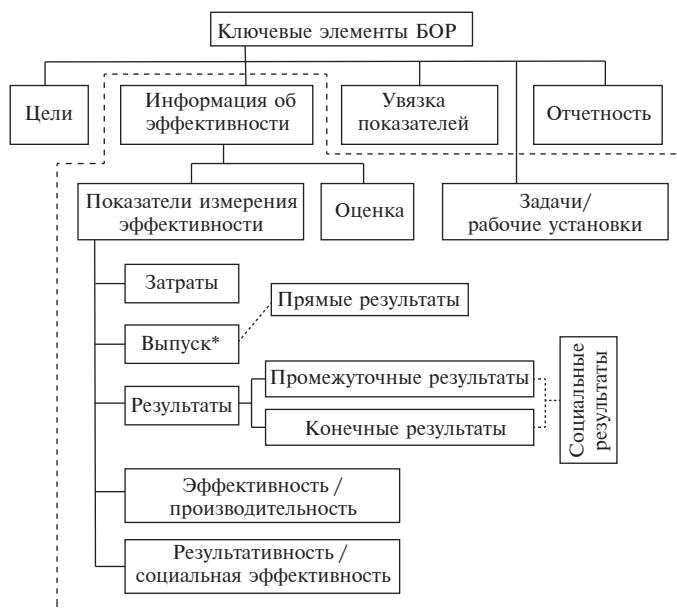 Ключевые элементы БОР
Цели
Информация об
эффективности
Увязка
показателей
Отчетность
Показатели измерения
эффективности
Оценка
Задачи/
рабочие установки
Затраты
Прямые результаты
Выпуск*
Результаты
Промежуточные результаты
Конечные результаты
Социальные
результаты
Эффективность /
производительность
Результативность /
социальная эффективность